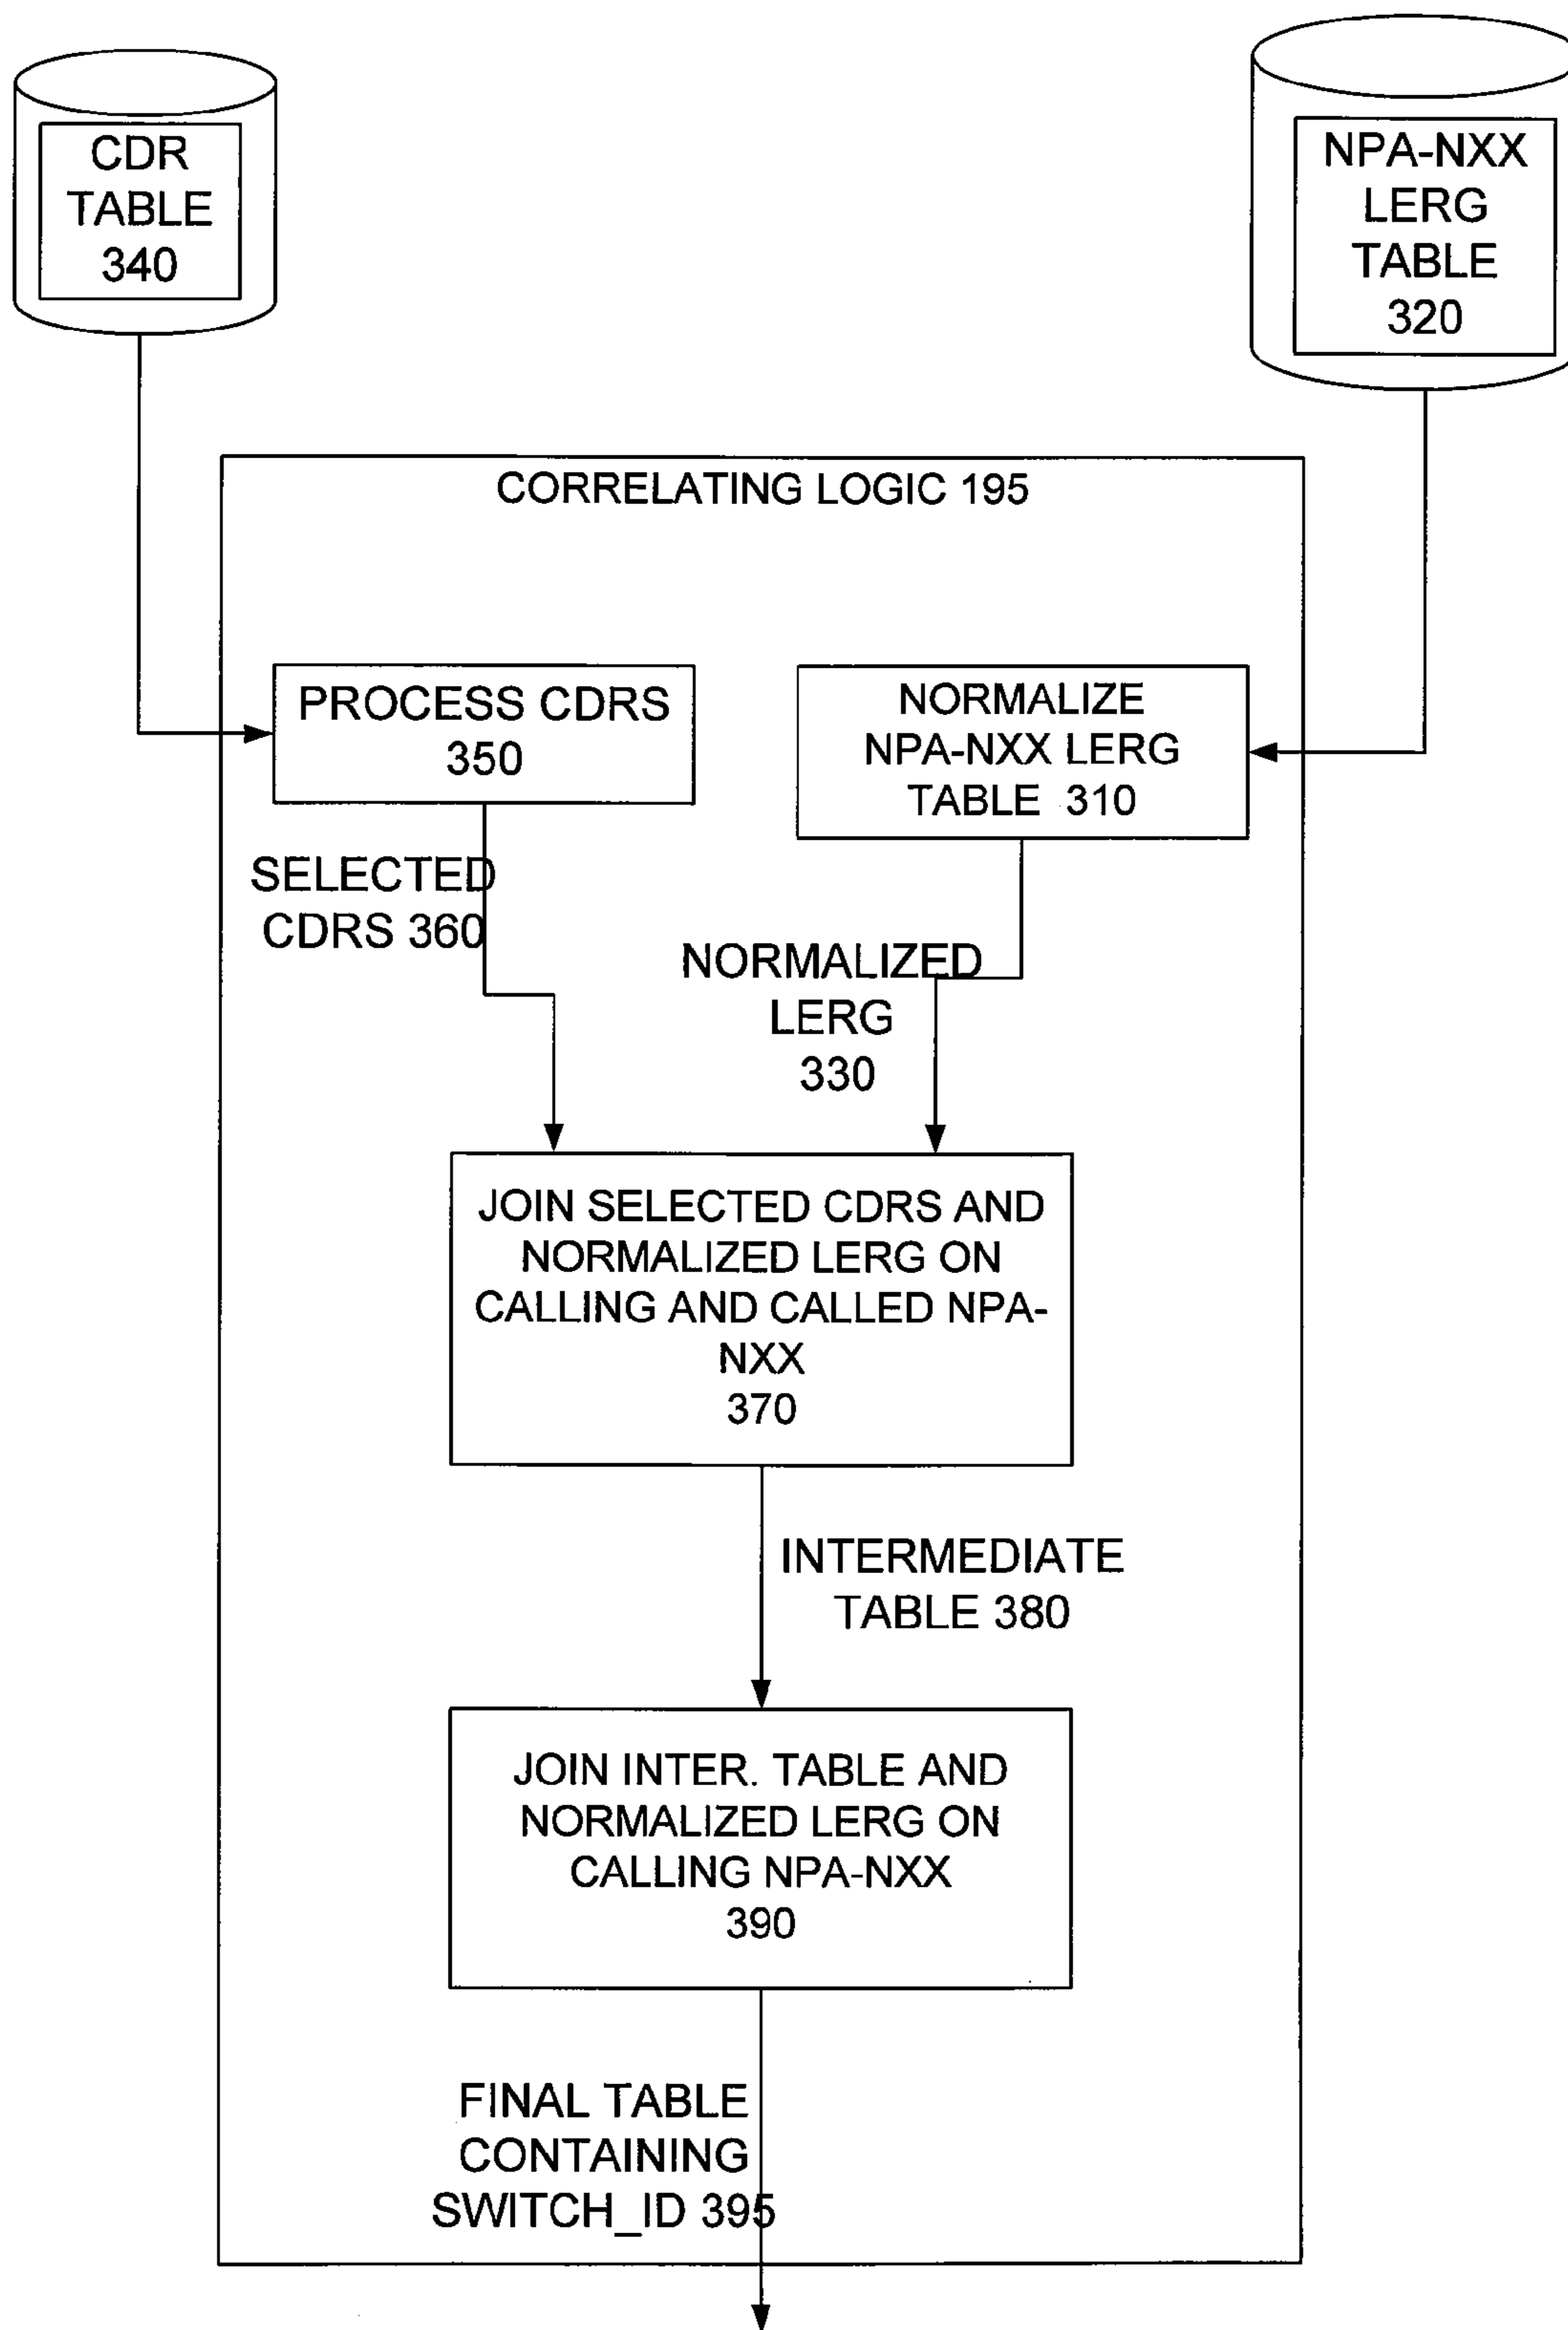 CDR
TABLE
340
NPA-NXX
LERG
TABLE
320
CORRELATING LOGIC 195
PROCESS CDRS
350
NORMALIZE
NPA-NXX LERG
TABLE 310
SELECTED
CDRS 360
NORMALIZED
LERG
330
JOIN SELECTED CDRS AND
NORMALIZED LERG ON
CALLING AND CALLED NPA-
NXX
370
INTERMEDIATE
TABLE 380
JOIN INTER. TABLE AND
NORMALIZED LERG ON
CALLING NPA-NXX
390
FINAL TABLE
CONTAINING
SWITCH_ID 395